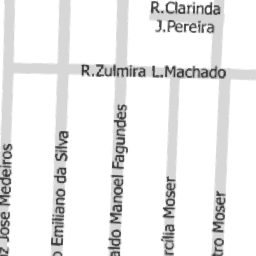 R.Clarinda
J.Pereira
R.Zulmira L.Machado
z José Medeiros
o Emiliano da Silva
aldo Manoel Fagundes
rcília Moser
tro Moser